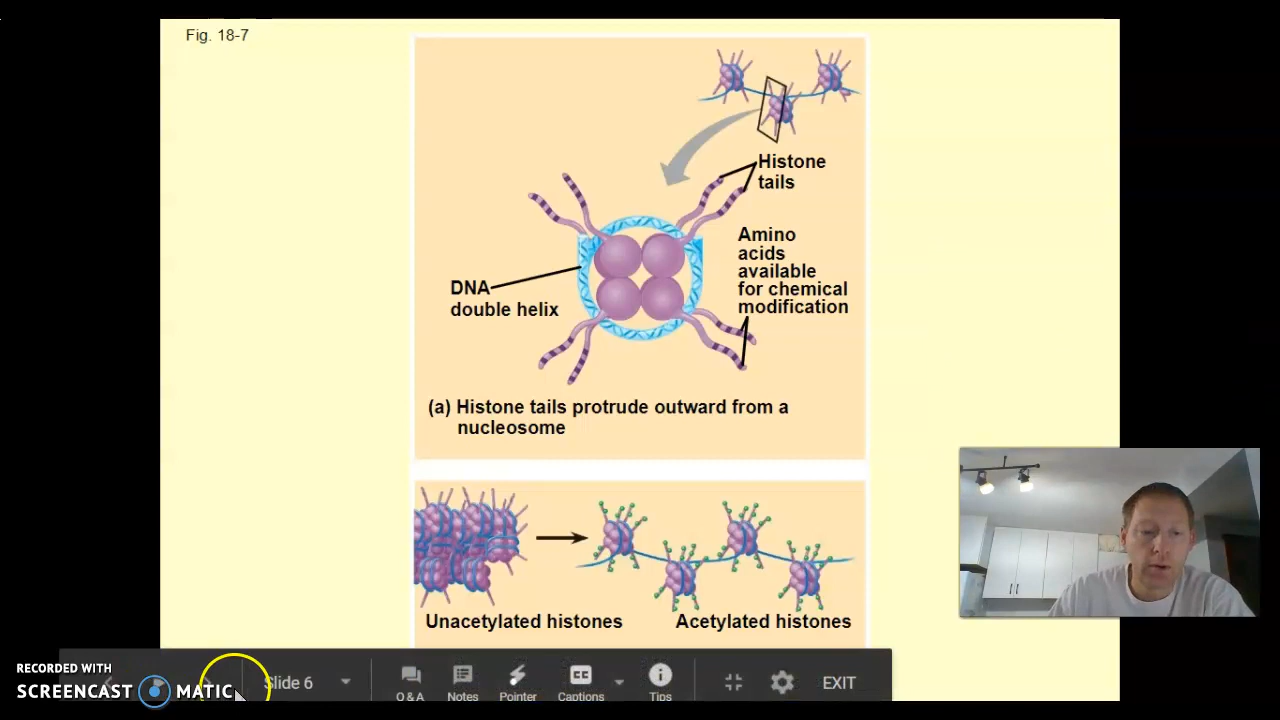 Fig. 18-7
Histone
tails
Amino
acids
available
for chemical
modification
DNA
double helix
(a) Histone tails protrude outward from a
nucleosome
Unacetylated histones
Acetylated histones
RECORDED WITH
SCREENCAST MATIC
Slide 6
Q & A
Notes
Pointer
CC
Captions
Tips
EXIT